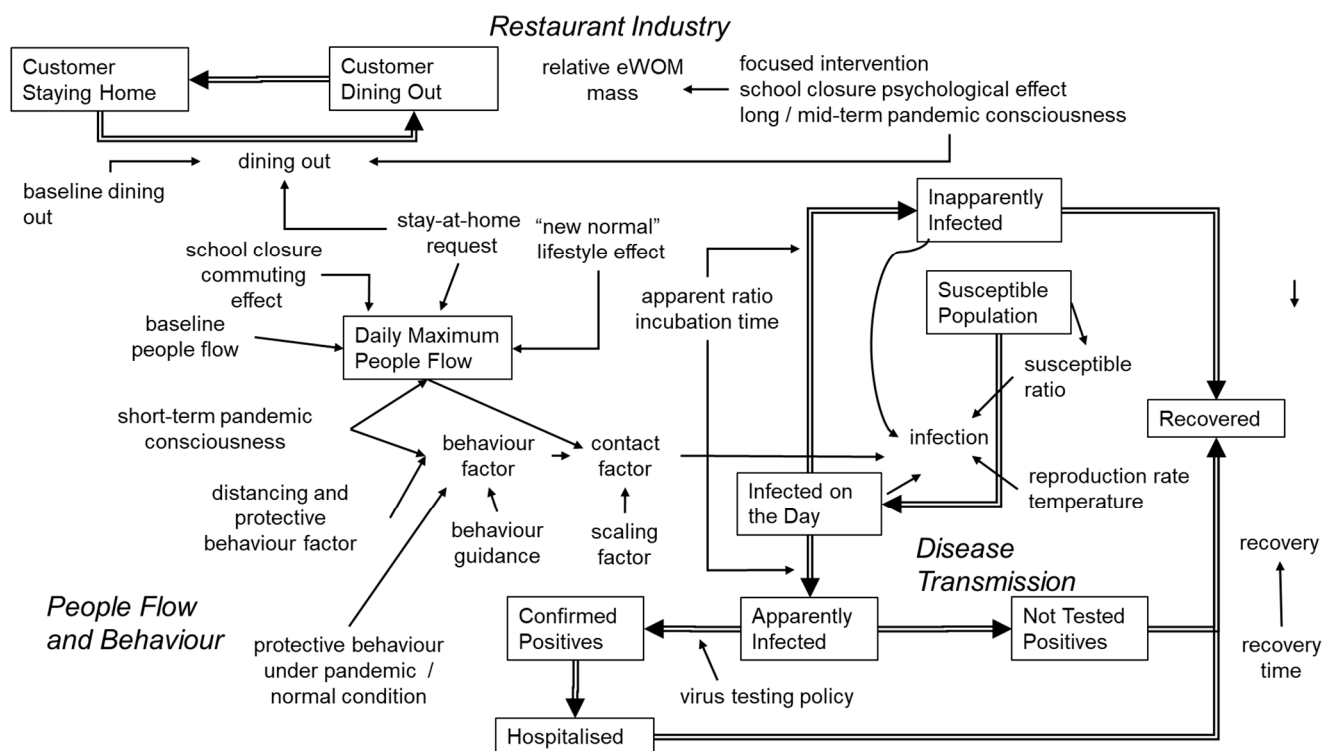 Restaurant Industry
Customer
Staying Home
Customer
Dining Out
relative eWOM
mass
focused intervention
school closure psychological effect
long / mid-term pandemic consciousness
dining out
baseline dining
out
stay-at-home
request
“new normal”
lifestyle effect
school closure
commuting
effect
baseline
people flow
Daily Maximum
People Flow
short-term pandemic
consciousness
behaviour
factor
contact
factor
distancing and
protective
behaviour factor
behaviour
guidance
scaling
factor
People Flow
and Behaviour
protective behaviour
under pandemic /
normal condition
Inapparently
Infected
apparent ratio
incubation time
Susceptible
Population
susceptible
ratio
Recovered
infection
reproduction rate
temperature
Infected on
the Day
Disease
Transmission
recovery
recovery
time
Confirmed
Positives
Apparently
Infected
Not Tested
Positives
virus testing policy
Hospitalised